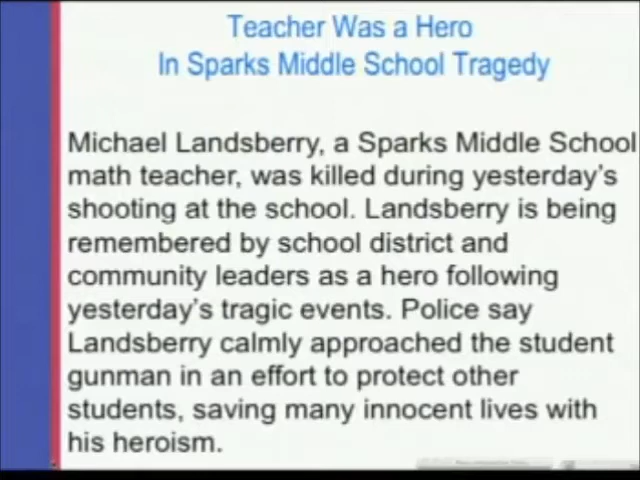 Teacher Was a Hero
In Sparks Middle School Tragedy
Michael Landsberry, a Sparks Middle School
math teacher, was killed during yesterday's
shooting at the school. Landsberry is being
remembered by school district and
community leaders as a hero following
yesterday's tragic events. Police say
Landsberry calmly approached the student
gunman in an effort to protect other
students, saving many innocent lives with
his heroism.